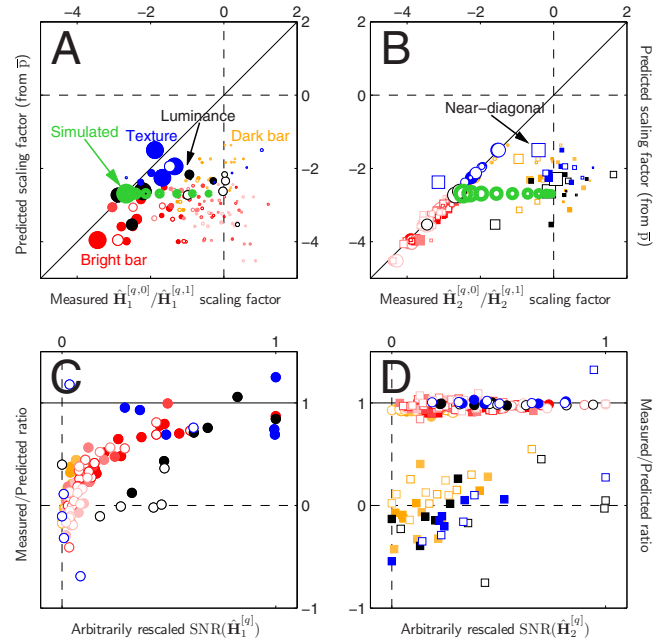 −4 −2 0 2
−4 −2 0 2
A
B
2
0
−2
−4
2
0
−2
−4
Predicted scaling factor (from p̅)
Predicted scaling factor (from p̅)
Simulated
Texture
Luminance
Dark bar
Bright bar
Near−diagonal
Measured Ĥ₁^[q,0]/Ĥ₁^[q,1] scaling factor
Measured Ĥ₂^[q,0]/Ĥ₂^[q,1] scaling factor
0 1
0 1
C
D
1
0
−1
1
0
−1
Measured/Predicted ratio
Measured/Predicted ratio
Arbitrarily rescaled SNR(Ĥ₁^[q])
Arbitrarily rescaled SNR(Ĥ₂^[q])